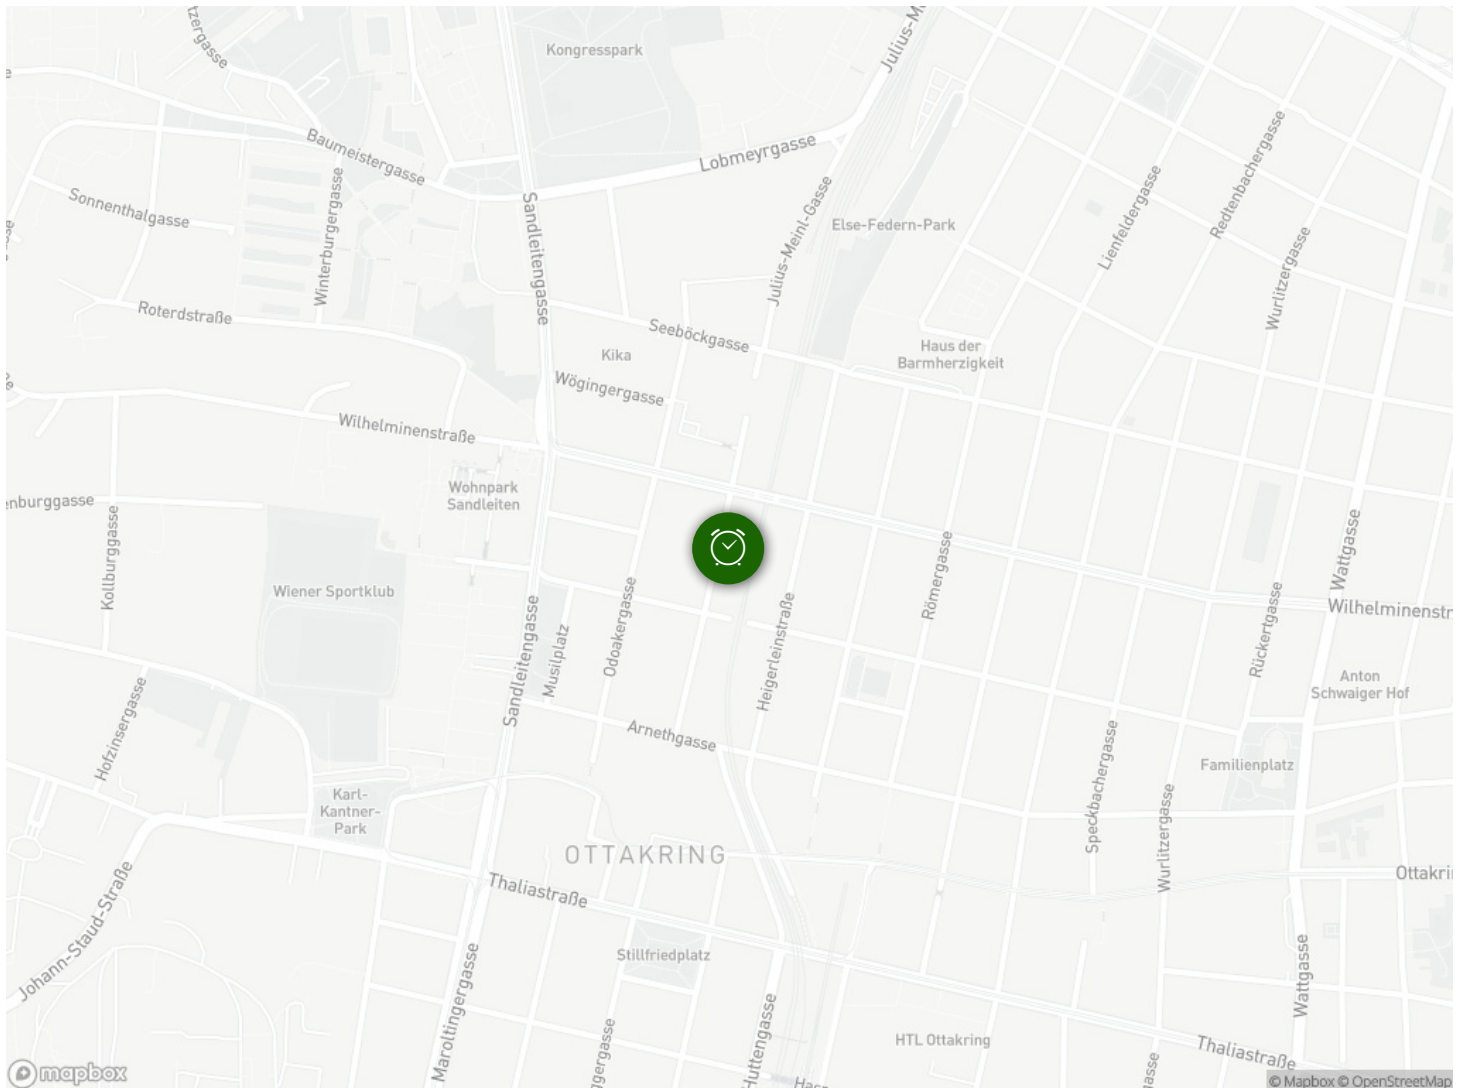 Kongresspark
Baumeistergasse
Lobmeyrgasse
Sonnenthalgasse
Winterburgergasse
Sandleitengasse
Julius-Meinl-Gasse
Else-Federn-Park
Lienfeldergasse
Redtenbachergasse
Wurlitzergasse
Roterdstraße
Seeböckgasse
Kika
Haus der
Barmherzigkeit
Wögingergasse
Wilhelminenstraße
Wohnpark
Sandleiten
enburggasse
Kollburggasse
Wattgasse
Wiener Sportklub
Römergasse
Wilhelminenstr
Odoakergasse
Heigerleinstraße
Rückertgasse
Musilplatz
Sandleitengasse
Anton
Schwaiger Hof
Hofzinsergasse
Arnethgasse
Speckbachergasse
Familienplatz
Karl-
Kantner-
Park
Wurlitzergasse
OTTAKRING
Ottakri
Thaliastraße
Johann-Staud-Straße
Stillfriedplatz
Maroltingergasse
Wattgasse
Huttengasse
ggergasse
HTL Ottakring
Thaliastraße
gasse
mapbox
© Mapbox © OpenStreetMap